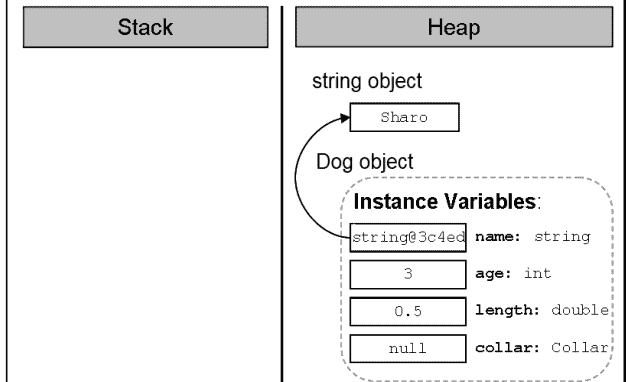 Stack
Heap
string object
Sharo
Dog object
Instance Variables:
string@3c4ed name: string
3 age: int
0.5 length: double
null collar: Collar